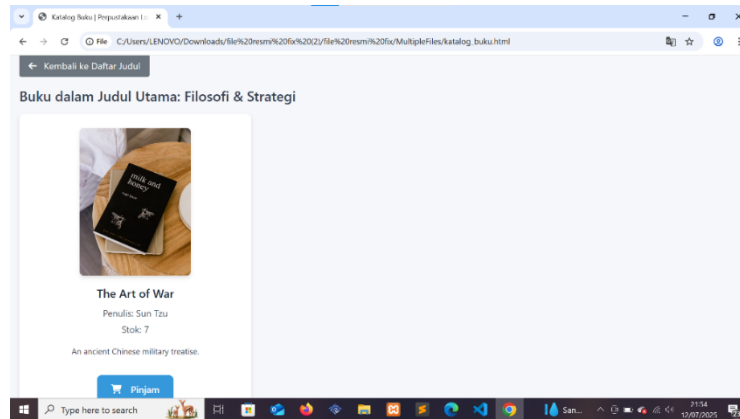 Katalog Buku | Perpustakaan Lo
File C:/Users/LENOVO/Downloads/file%20resmi%20fix%20(2)/file%20resmi%20fix/MultipleFiles/katalog_buku.html
← Kembali ke Daftar Judul
Buku dalam Judul Utama: Filosofi & Strategi
milk and
honey
The Art of War
Penulis: Sun Tzu
Stok: 7
An ancient Chinese military treatise.
Pinjam
Type here to search
San...
21:54
12/07/2025